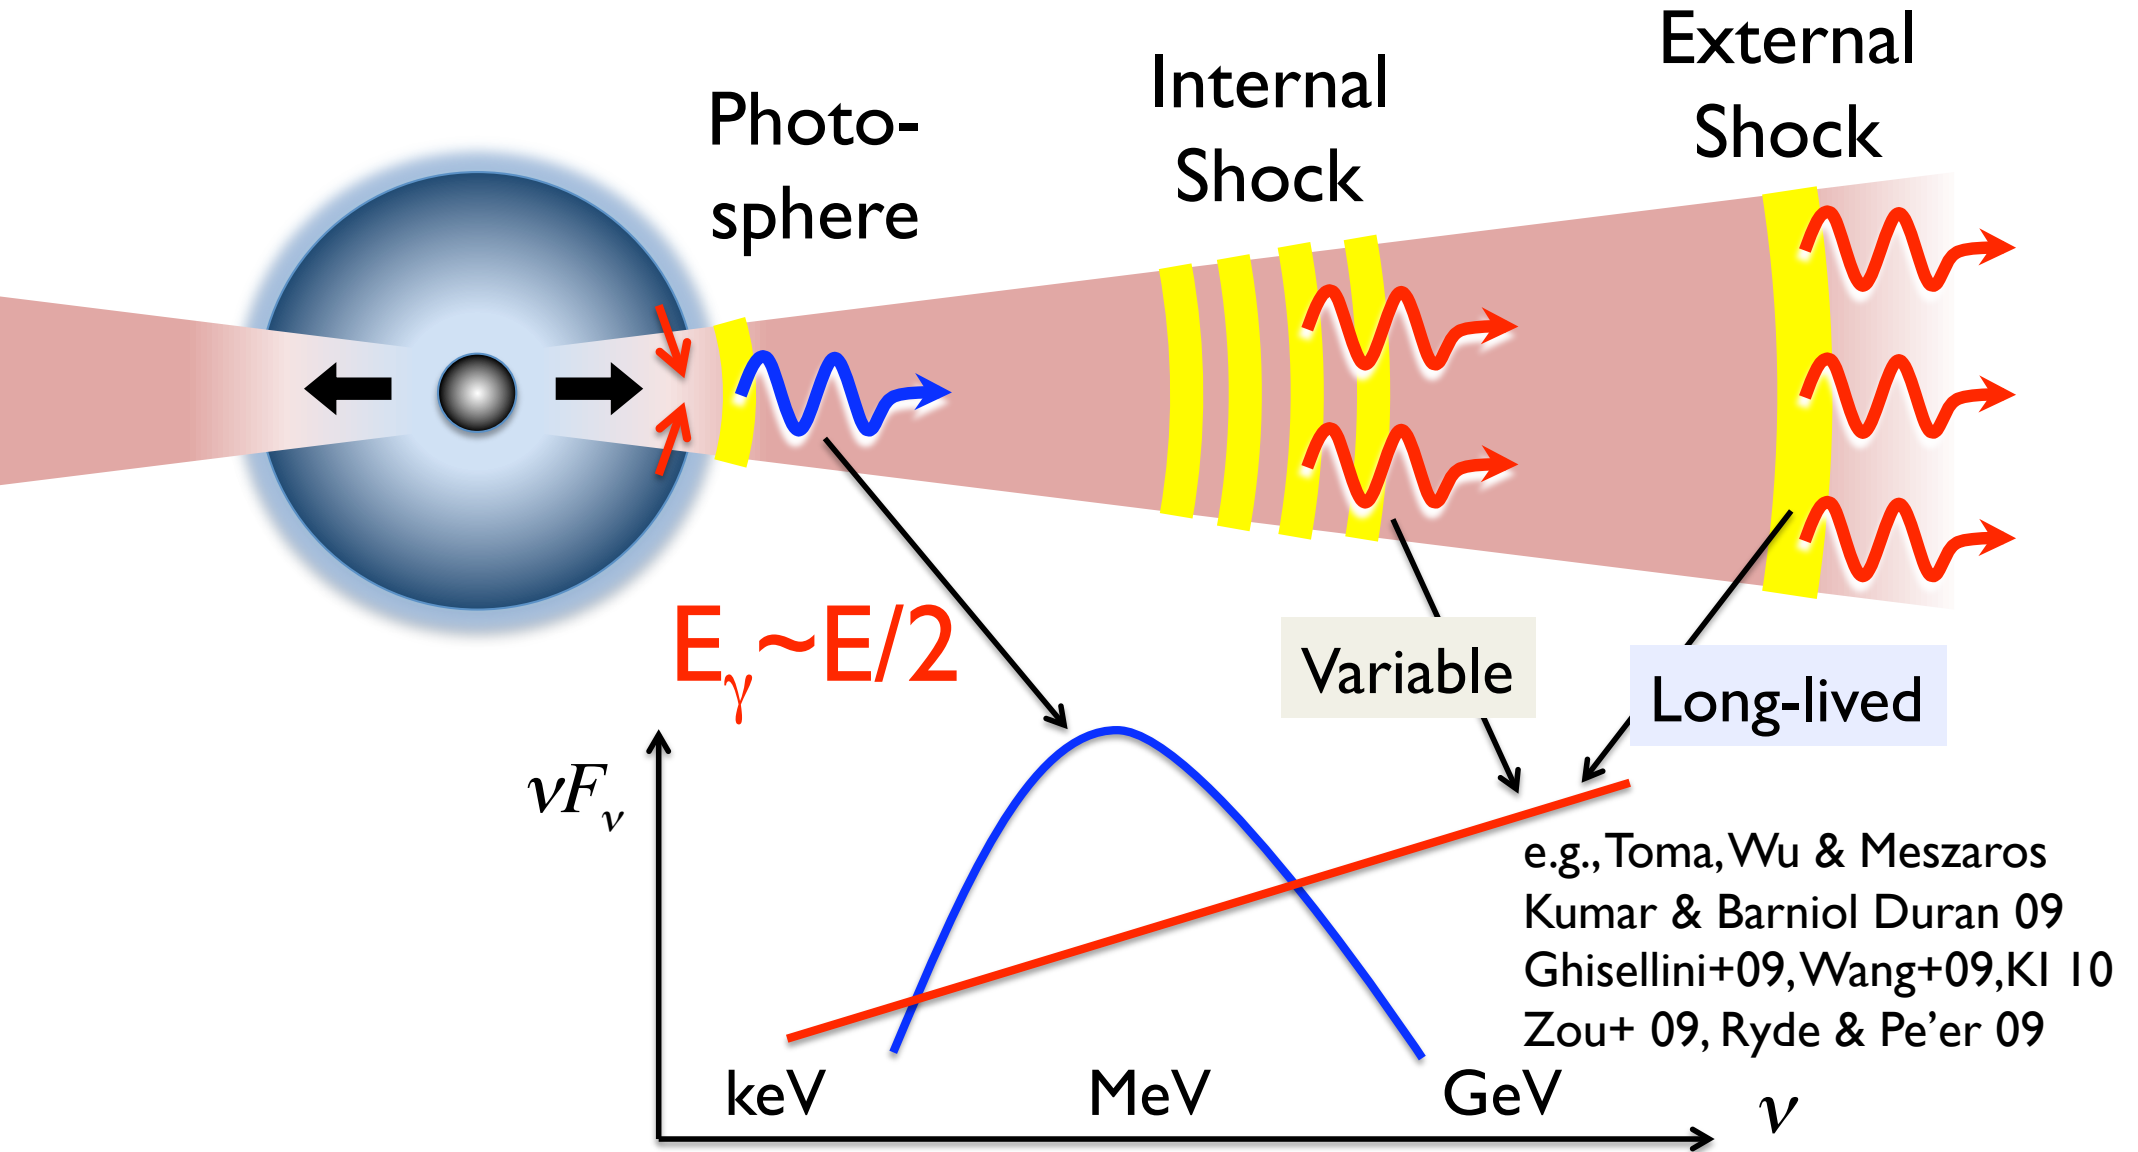 Photo-
sphere
Internal
Shock
External
Shock
Eγ~E/2
Variable
Long-lived
νFν
e.g., Toma, Wu & Meszaros
Kumar & Barniol Duran 09
Ghisellini+09, Wang+09, KI 10
Zou+ 09, Ryde & Pe’er 09
keV
MeV
GeV
ν